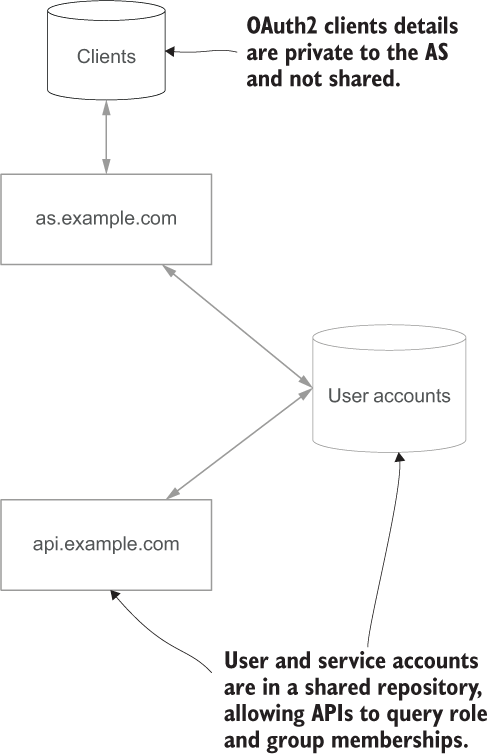 OAuth2 clients details
are private to the AS
and not shared.
Clients
as.example.com
User accounts
api.example.com
User and service accounts
are in a shared repository,
allowing APIs to query role
and group memberships.